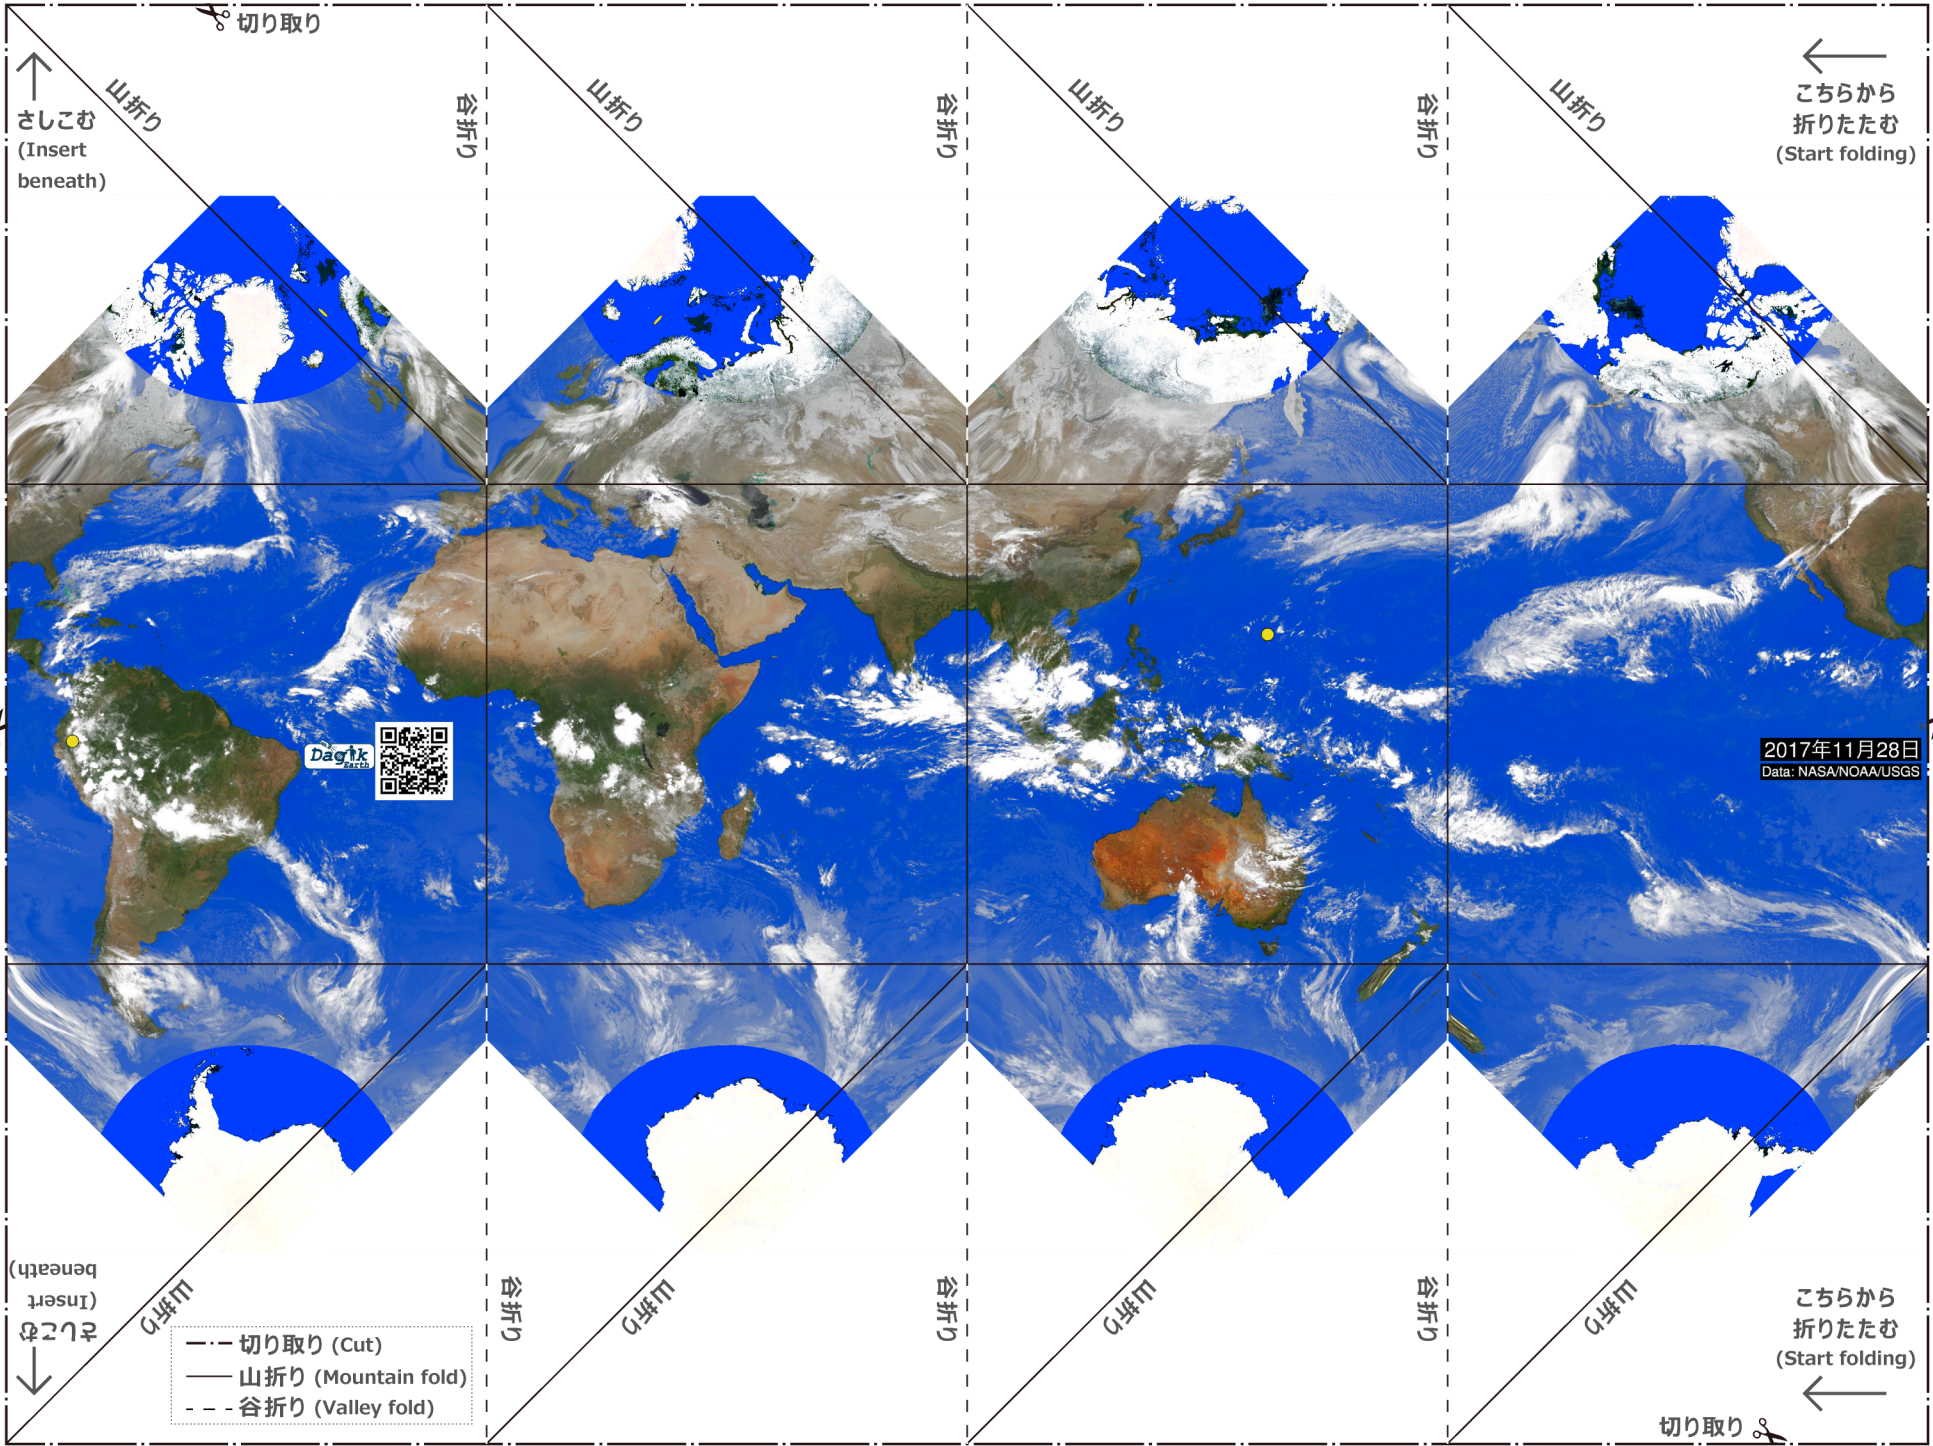 切り取り
山折り
谷折り
山折り
谷折り
山折り
谷折り
山折り
さしこむ
(Insert
beneath)
こちらから
折りたたむ
(Start folding)
Dagik
Earth
2017年11月28日
Data: NASA/NOAA/USGS
さしこむ
(Insert
beneath)
山折り
谷折り
山折り
谷折り
山折り
谷折り
山折り
こちらから
折りたたむ
(Start folding)
切り取り (Cut)
山折り (Mountain fold)
谷折り (Valley fold)
切り取り